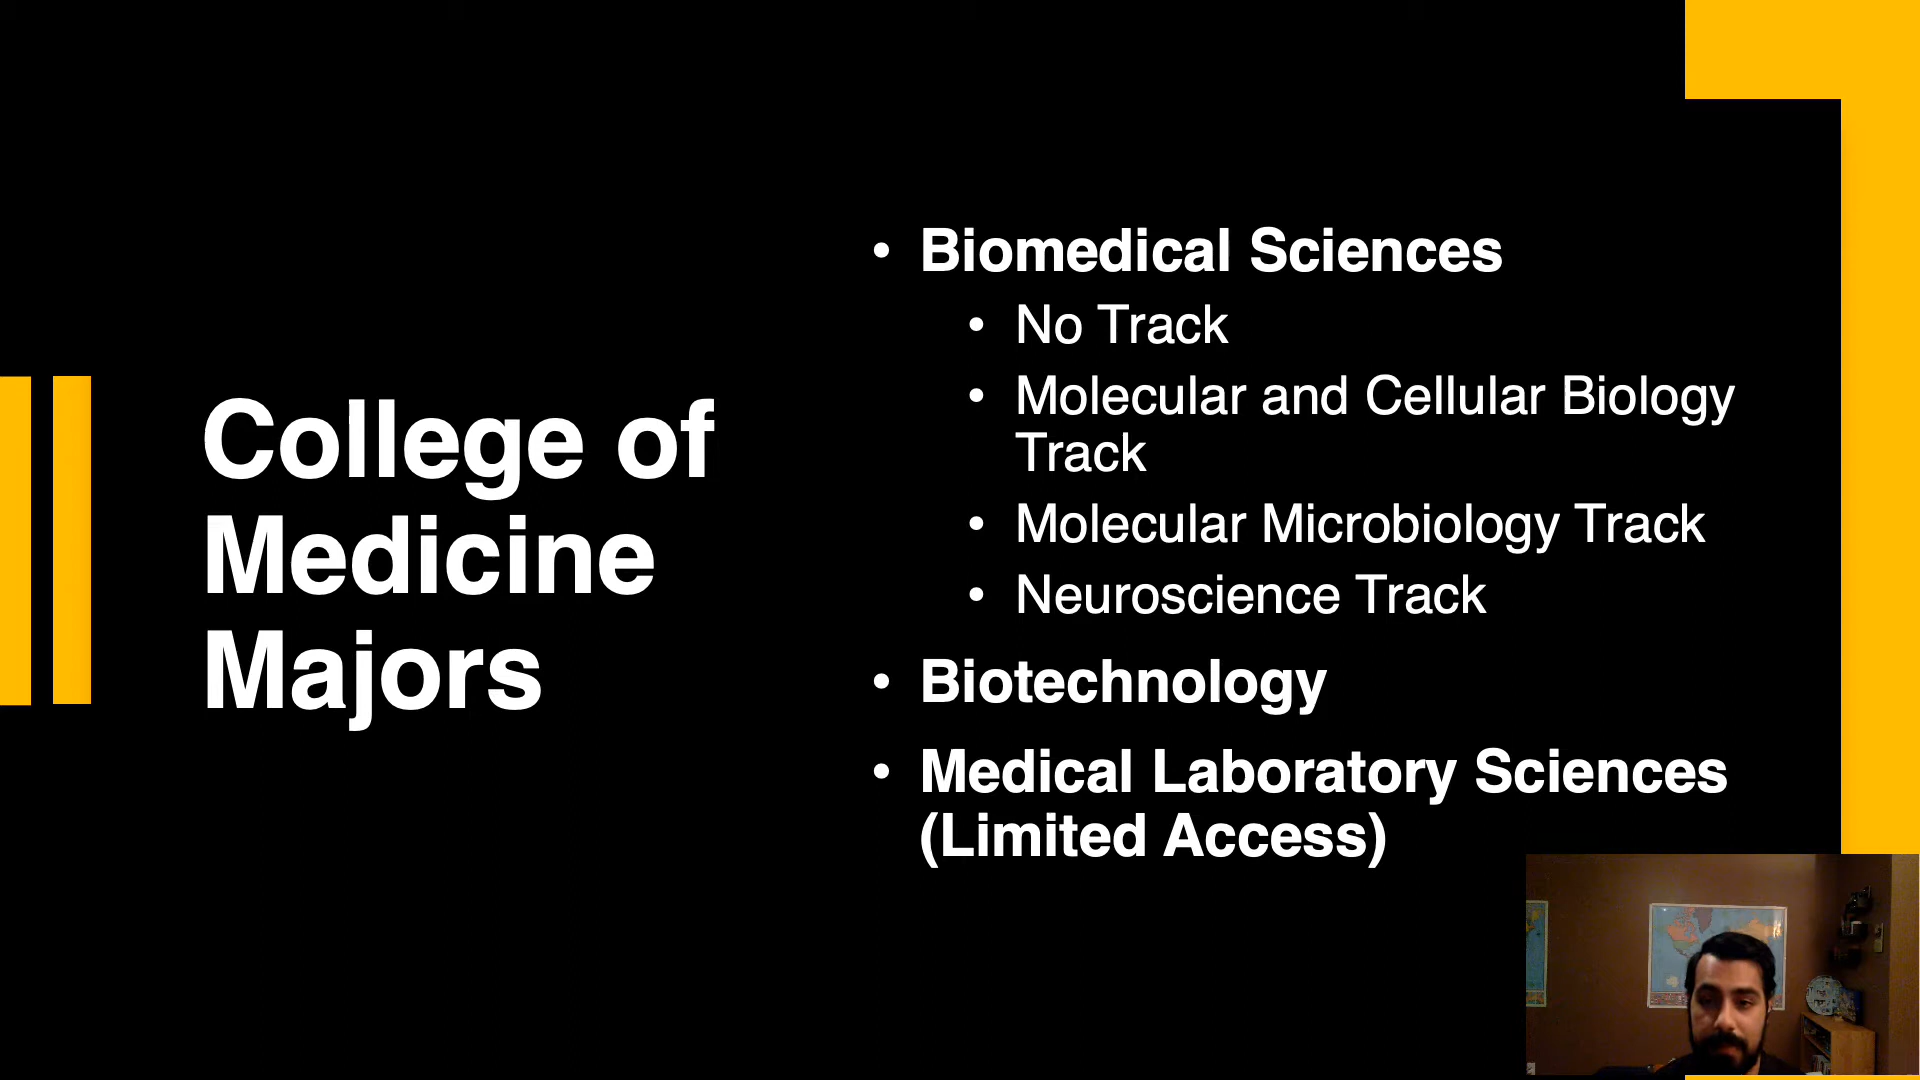 College of
Medicine
Majors
• Biomedical Sciences
• No Track
• Molecular and Cellular Biology
Track
• Molecular Microbiology Track
• Neuroscience Track
• Biotechnology
• Medical Laboratory Sciences
(Limited Access)